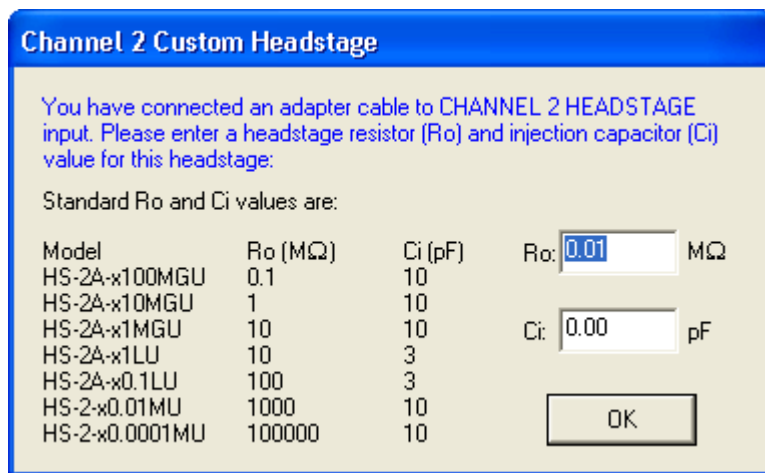 Channel 2 Custom Headstage
You have connected an adapter cable to CHANNEL 2 HEADSTAGE
input. Please enter a headstage resistor (Ro) and injection capacitor (Ci)
value for this headstage:
Standard Ro and Ci values are:
Model Ro (MΩ) Ci (pF)
HS-2A-x100MGU 0.1 10
HS-2A-x10MGU 1 10
HS-2A-x1MGU 10 10
HS-2A-x1LU 10 3
HS-2A-x0.1LU 100 3
HS-2-x0.01MU 1000 10
HS-2-x0.0001MU 100000 10
Ro: 0.01 MΩ
Ci: 0.00 pF
OK